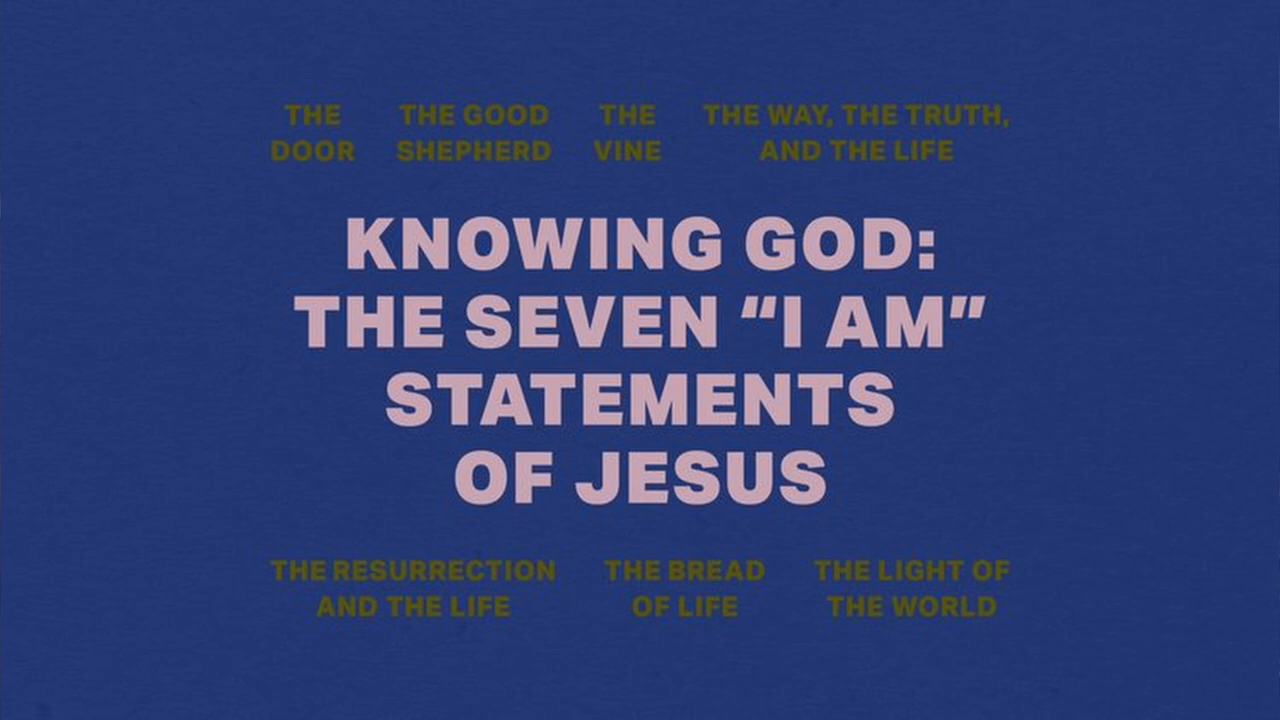 THE DOOR
THE GOOD SHEPHERD
THE VINE
THE WAY, THE TRUTH, AND THE LIFE
KNOWING GOD:
THE SEVEN “I AM”
STATEMENTS
OF JESUS
THE RESURRECTION AND THE LIFE
THE BREAD OF LIFE
THE LIGHT OF THE WORLD